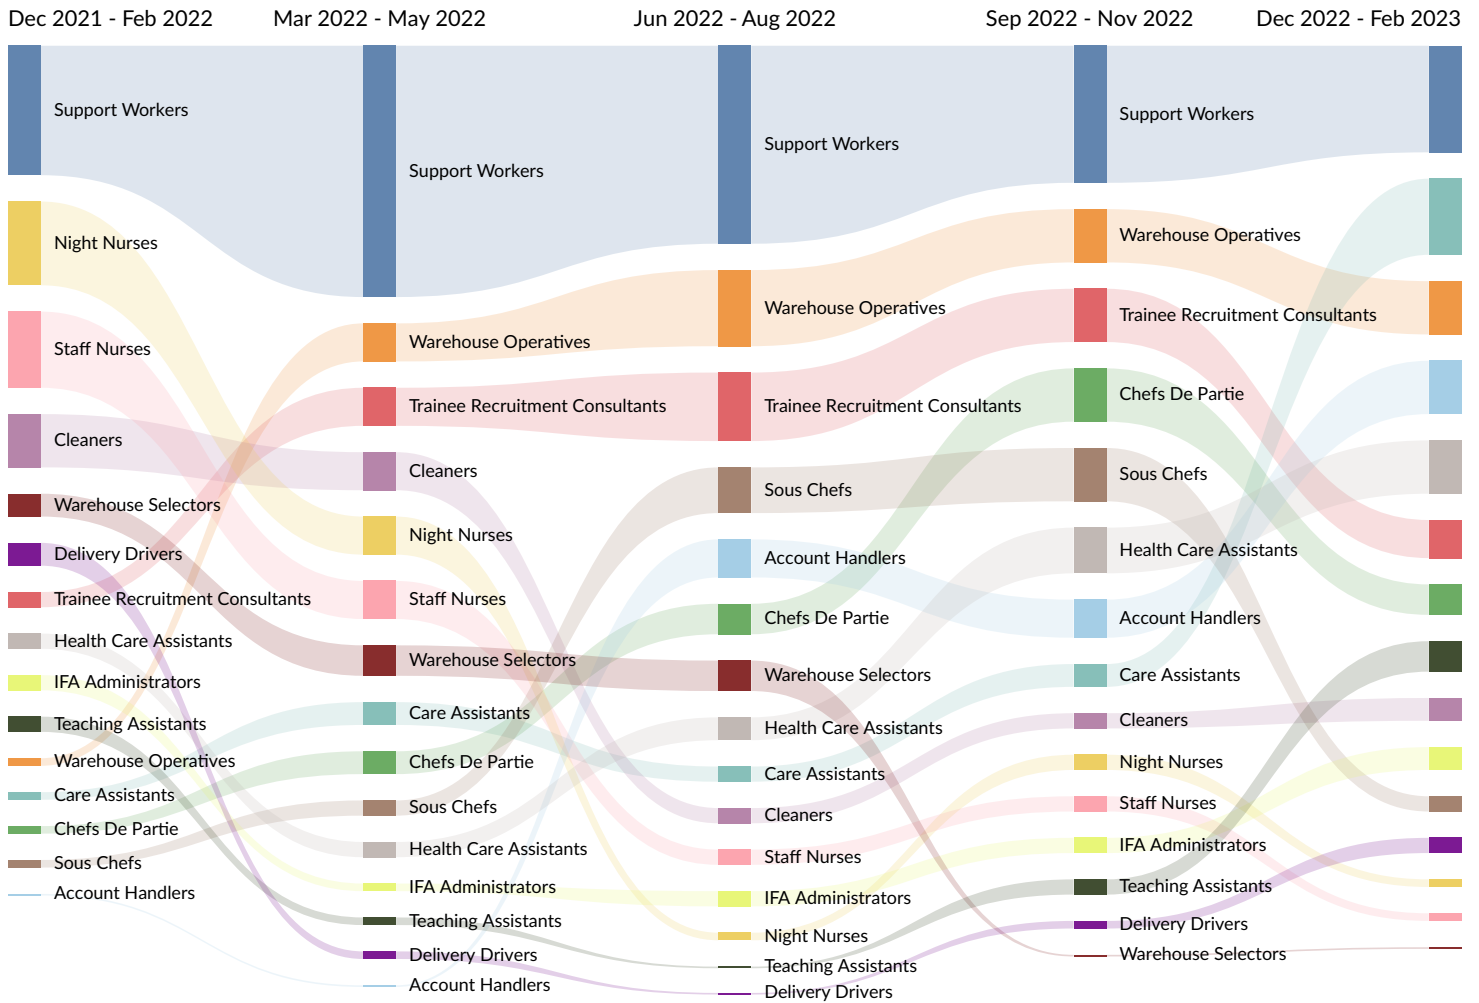 Dec 2021 - Feb 2022
Mar 2022 - May 2022
Jun 2022 - Aug 2022
Sep 2022 - Nov 2022
Dec 2022 - Feb 2023
Support Workers
Night Nurses
Staff Nurses
Cleaners
Warehouse Selectors
Delivery Drivers
Trainee Recruitment Consultants
Health Care Assistants
IFA Administrators
Teaching Assistants
Warehouse Operatives
Care Assistants
Chefs De Partie
Sous Chefs
Account Handlers
Support Workers
Warehouse Operatives
Trainee Recruitment Consultants
Cleaners
Night Nurses
Staff Nurses
Warehouse Selectors
Care Assistants
Chefs De Partie
Sous Chefs
Health Care Assistants
IFA Administrators
Teaching Assistants
Delivery Drivers
Account Handlers
Support Workers
Warehouse Operatives
Trainee Recruitment Consultants
Sous Chefs
Account Handlers
Chefs De Partie
Warehouse Selectors
Health Care Assistants
Care Assistants
Cleaners
Staff Nurses
IFA Administrators
Night Nurses
Teaching Assistants
Delivery Drivers
Support Workers
Warehouse Operatives
Trainee Recruitment Consultants
Chefs De Partie
Sous Chefs
Health Care Assistants
Account Handlers
Care Assistants
Cleaners
Night Nurses
Staff Nurses
IFA Administrators
Teaching Assistants
Delivery Drivers
Warehouse Selectors